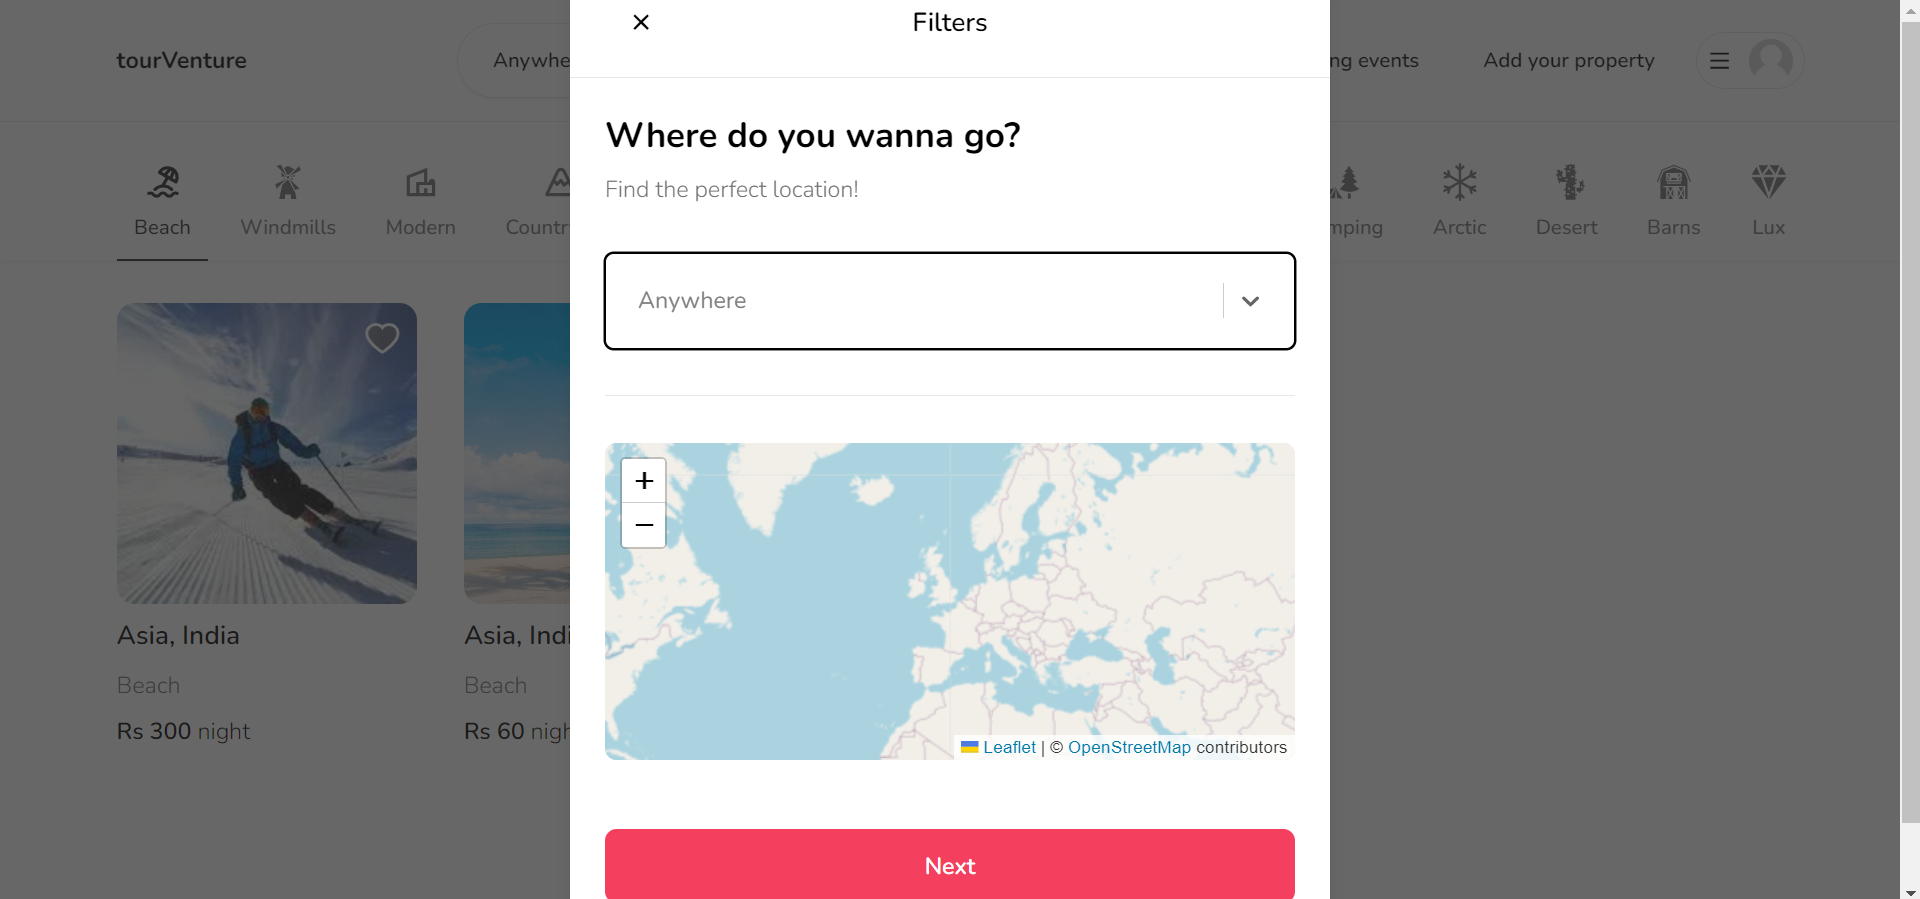 Filters
tourVenture
Anywhe
ng events
Add your property
Where do you wanna go?
Find the perfect location!
Beach
Windmills
Modern
Countr
mping
Arctic
Desert
Barns
Lux
Anywhere
+
−
Leaflet | © OpenStreetMap contributors
Asia, India
Beach
Rs 300 night
Asia, Indi
Beach
Rs 60 nigh
Next